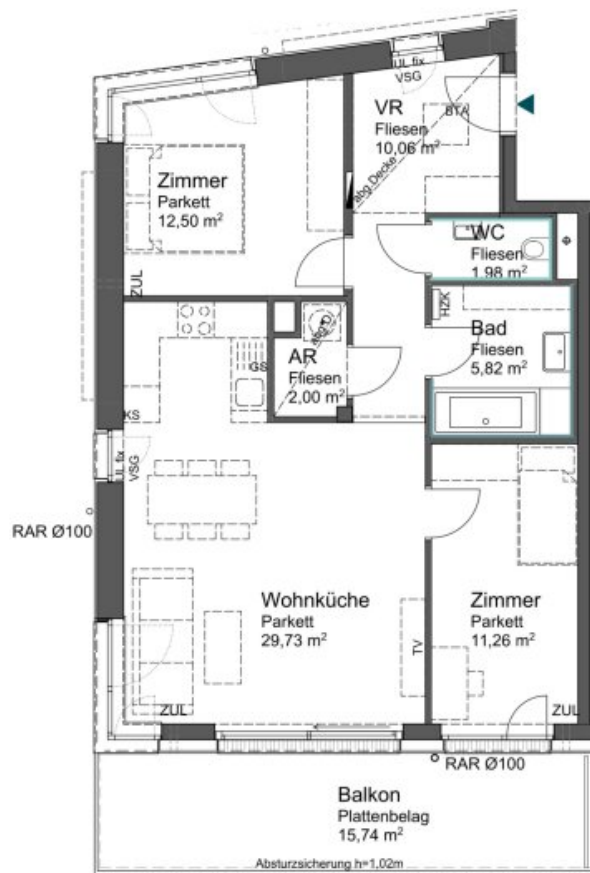 UL fix
VSG
VR
Fliesen
10,06 m²
BTA
abg.Decke
Zimmer
Parkett
12,50 m²
ZUL
WC
Fliesen
1,98 m²
HZK
Bad
Fliesen
5,82 m²
abg.D.
AR
Fliesen
2,00 m²
GS
KS
UL fix
VSG
RAR Ø100
Wohnküche
Parkett
29,73 m²
TV
Zimmer
Parkett
11,26 m²
ZUL
ZUL
RAR Ø100
Balkon
Plattenbelag
15,74 m²
Absturzsicherung h=1,02m